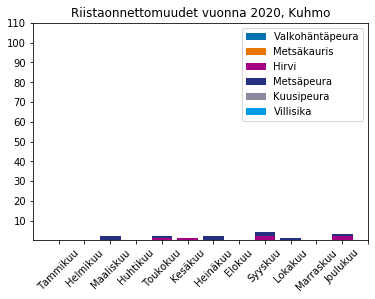 Riistaonnettomuudet vuonna 2020, Kuhmo
110
100
90
80
70
60
50
40
30
20
10
Valkohäntäpeura
Metsäkauris
Hirvi
Metsäpeura
Kuusipeura
Villisika
Tammikuu
Helmikuu
Maaliskuu
Huhtikuu
Toukokuu
Kesäkuu
Heinäkuu
Elokuu
Syyskuu
Lokakuu
Marraskuu
Joulukuu